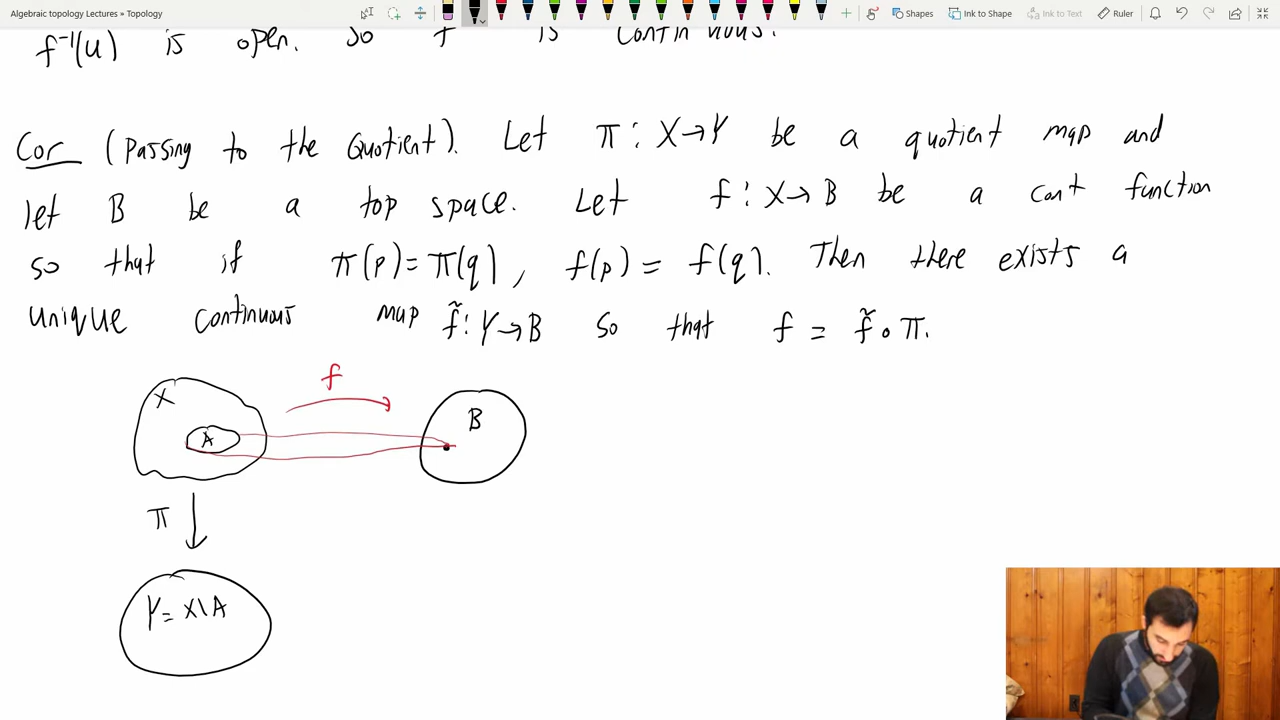 Algebraic topology Lectures » Topology
Shapes Ink to Shape Ink to Text Ruler
f⁻¹(u) is open. So f is continuous.
Cor (Passing to the Quotient). Let π : X→Y be a quotient map and
let B be a top space. Let f : X→B be a cont function
so that if π(p)=π(q), f(p) = f(q). Then there exists a
unique continuous map f̃ : Y→B so that f = f̃ ∘ π.
f
X
A
B
π
Y = X\A